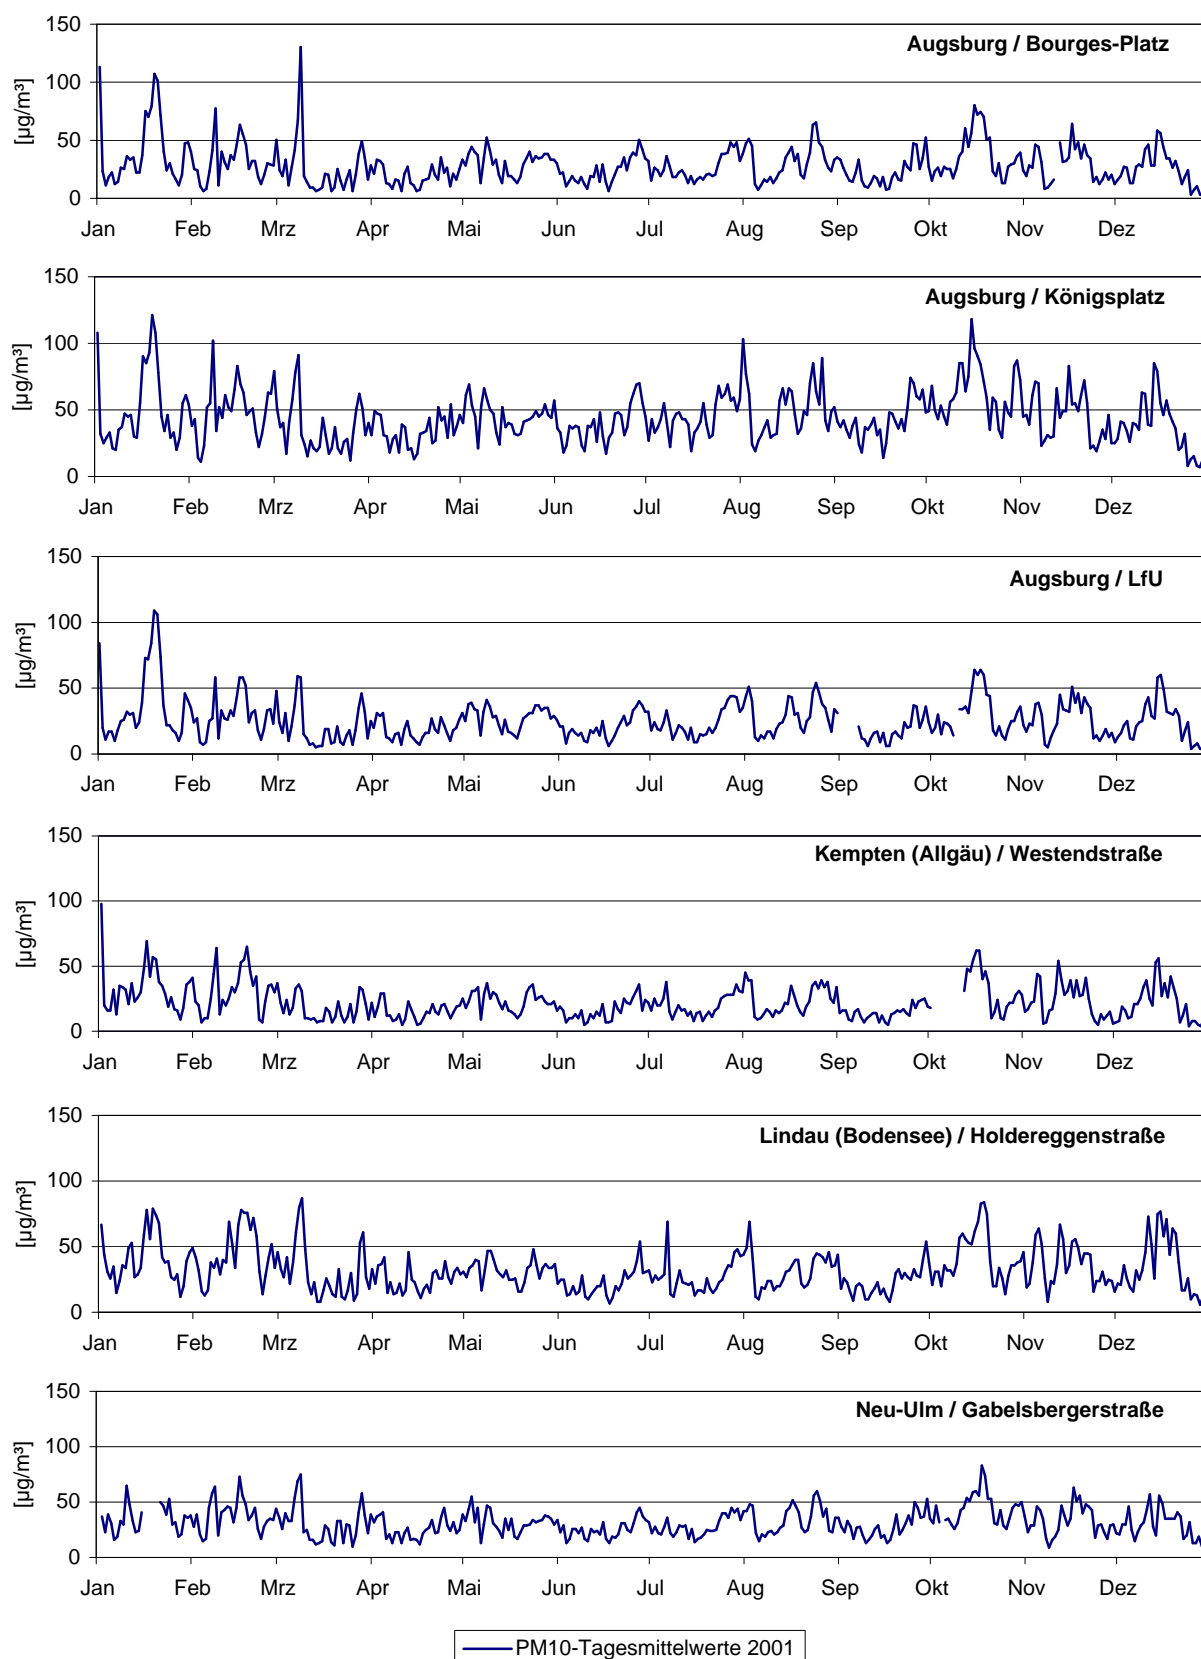 Augsburg / Bourges-Platz
[µg/m³]
150
100
50
0
Jan Feb Mrz Apr Mai Jun Jul Aug Sep Okt Nov Dez
Augsburg / Königsplatz
[µg/m³]
150
100
50
0
Jan Feb Mrz Apr Mai Jun Jul Aug Sep Okt Nov Dez
Augsburg / LfU
[µg/m³]
150
100
50
0
Jan Feb Mrz Apr Mai Jun Jul Aug Sep Okt Nov Dez
Kempten (Allgäu) / Westendstraße
[µg/m³]
150
100
50
0
Jan Feb Mrz Apr Mai Jun Jul Aug Sep Okt Nov Dez
Lindau (Bodensee) / Holdereggenstraße
[µg/m³]
150
100
50
0
Jan Feb Mrz Apr Mai Jun Jul Aug Sep Okt Nov Dez
Neu-Ulm / Gabelsbergerstraße
[µg/m³]
150
100
50
0
Jan Feb Mrz Apr Mai Jun Jul Aug Sep Okt Nov Dez
PM10-Tagesmittelwerte 2001